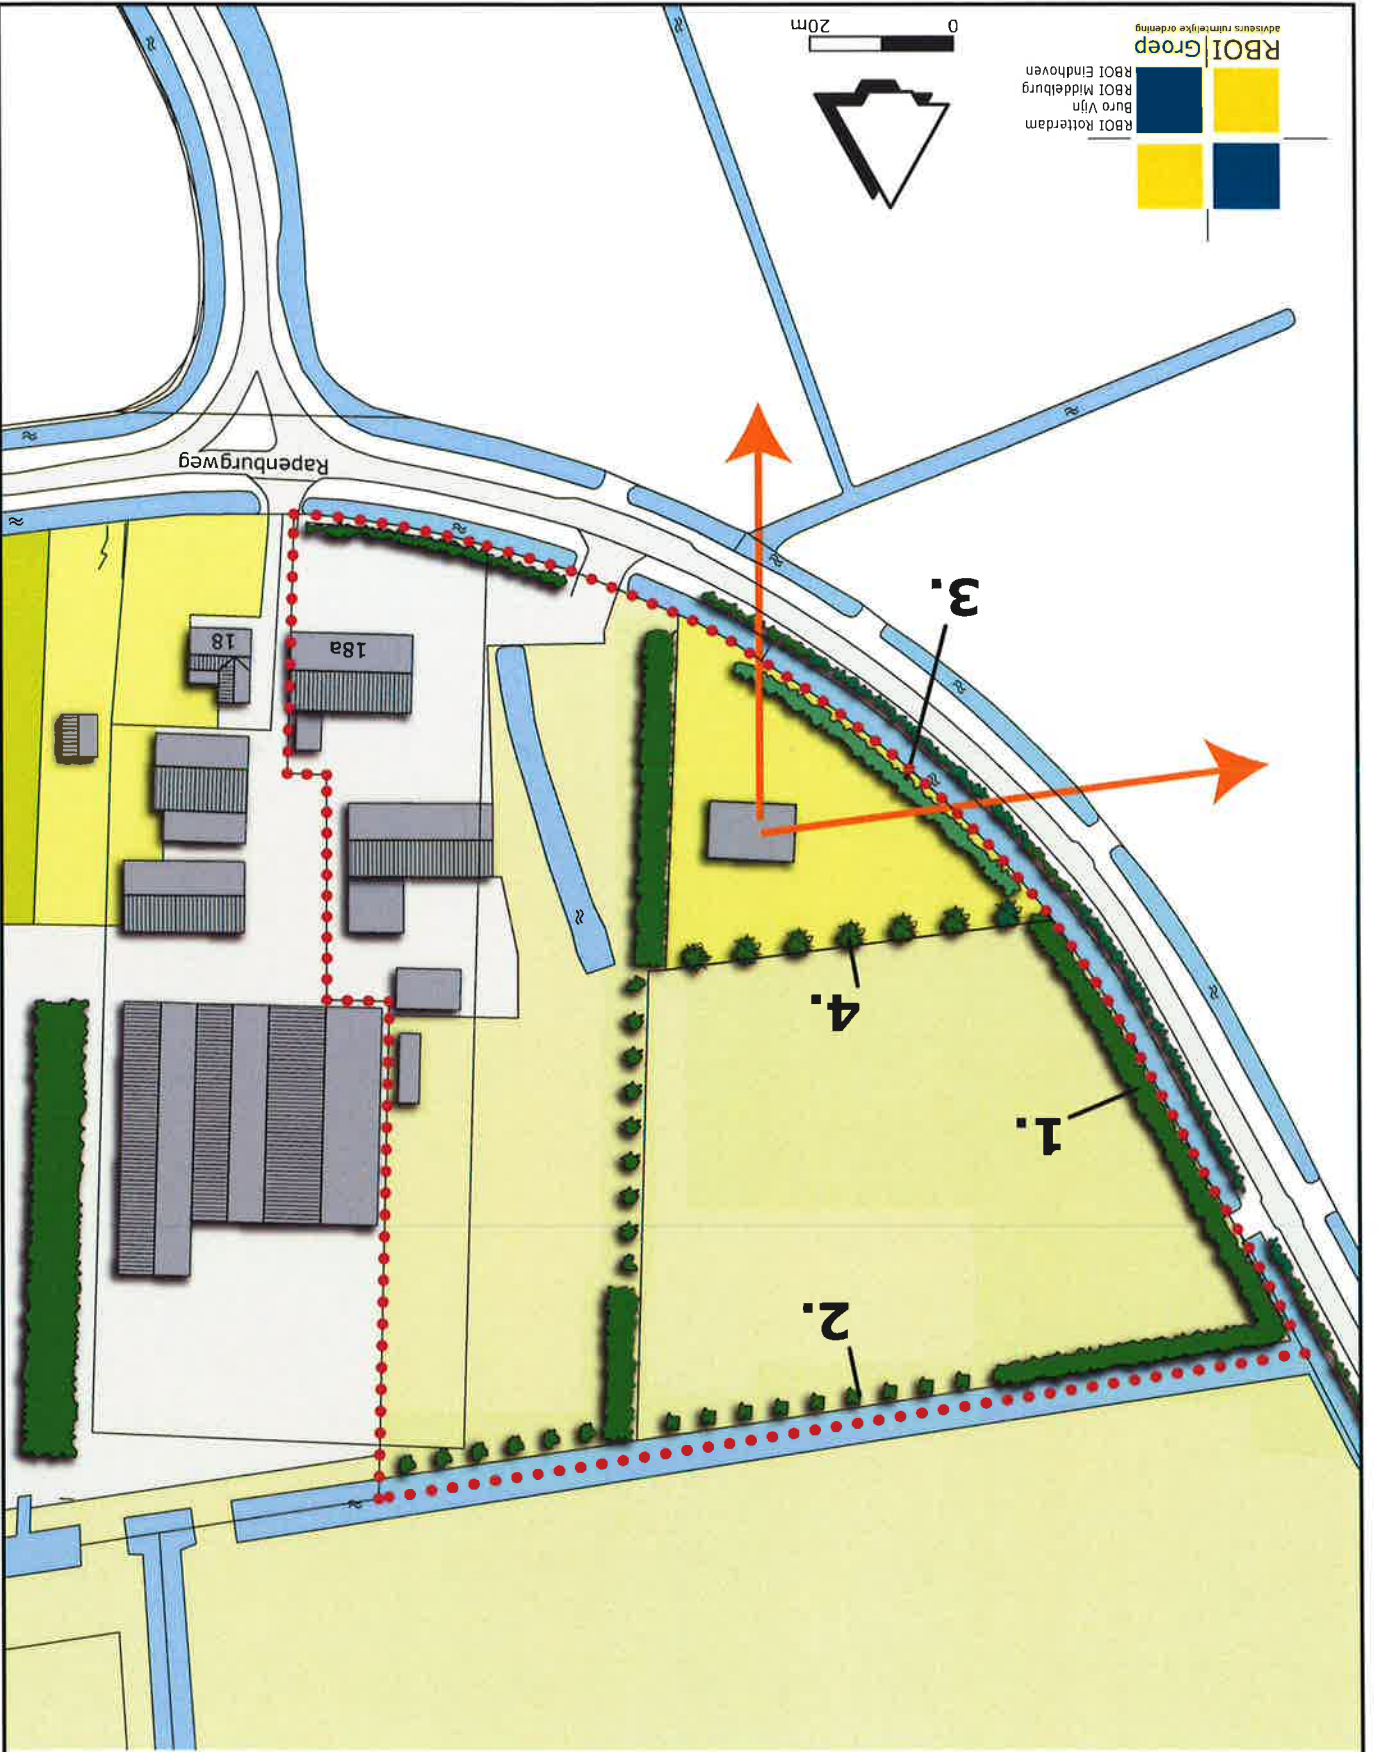 2.
1.
4.
3.
18a
18
Rapenburgweg
RBOI Rotterdam
Buro Vijn
RBOI Middelburg
RBOI Eindhoven
RBOI Groep
adviseurs ruimtelijke ordening
0 20m